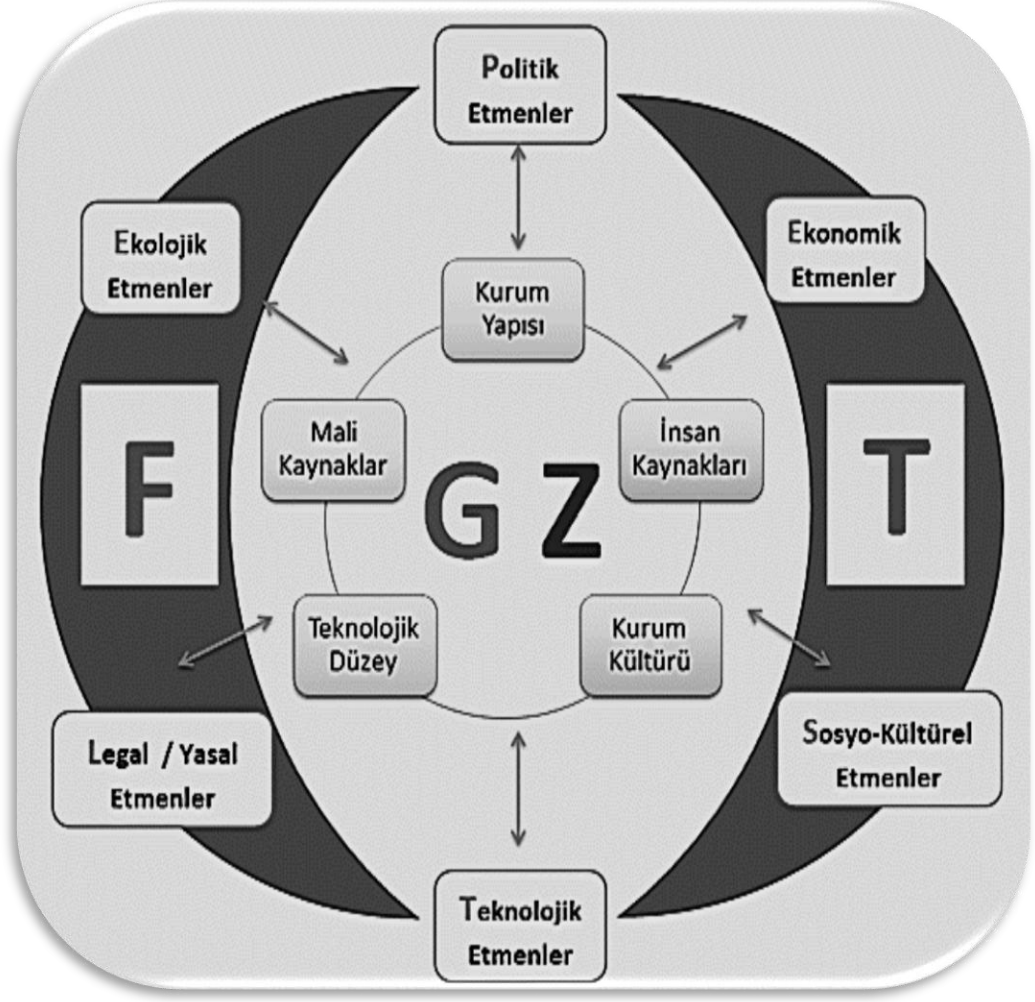 Politik
Etmenler
Ekolojik
Etmenler
Ekonomik
Etmenler
Kurum
Yapısı
Mali
Kaynaklar
İnsan
Kaynakları
F
G Z
T
Teknolojik
Düzey
Kurum
Kültürü
Legal / Yasal
Etmenler
Sosyo-Kültürel
Etmenler
Teknolojik
Etmenler